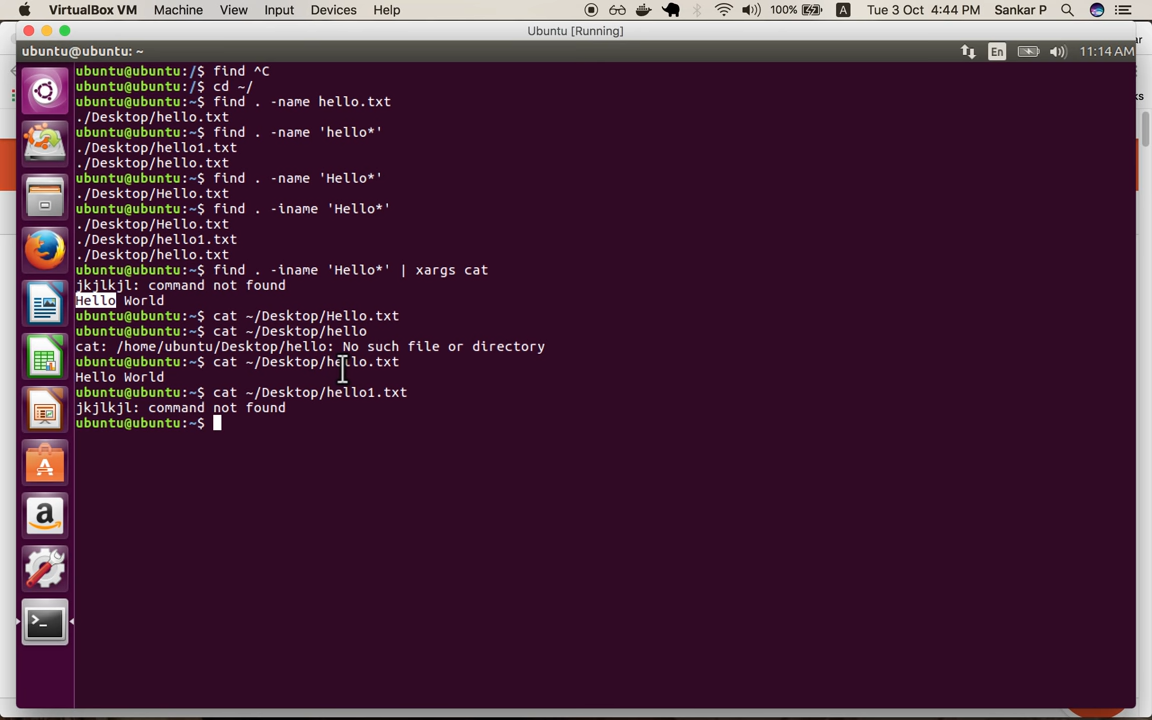 VirtualBox VM Machine View Input Devices Help 100% A Tue 3 Oct 4:44 PM Sankar P
Ubuntu [Running]
ubuntu@ubuntu: ~ En 11:14AM
ubuntu@ubuntu:/$ find ^C
ubuntu@ubuntu:/$ cd ~/
ubuntu@ubuntu:~$ find . -name hello.txt
./Desktop/hello.txt
ubuntu@ubuntu:~$ find . -name 'hello*'
./Desktop/hello1.txt
./Desktop/hello.txt
ubuntu@ubuntu:~$ find . -name 'Hello*'
./Desktop/Hello.txt
ubuntu@ubuntu:~$ find . -iname 'Hello*'
./Desktop/Hello.txt
./Desktop/hello1.txt
./Desktop/hello.txt
ubuntu@ubuntu:~$ find . -iname 'Hello*' | xargs cat
jkjlkjl: command not found
Hello World
ubuntu@ubuntu:~$ cat ~/Desktop/Hello.txt
ubuntu@ubuntu:~$ cat ~/Desktop/hello
cat: /home/ubuntu/Desktop/hello: No such file or directory
ubuntu@ubuntu:~$ cat ~/Desktop/hello.txt
Hello World
ubuntu@ubuntu:~$ cat ~/Desktop/hello1.txt
jkjlkjl: command not found
ubuntu@ubuntu:~$